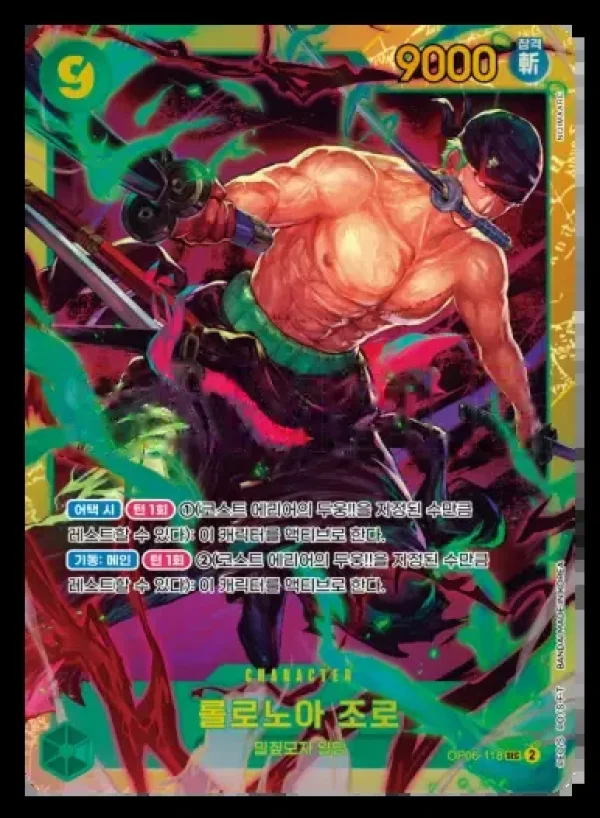 9
9000
잠격
斬
어택 시 턴 1회 ①(코스트 에리어의 두웅!!을 지정된 수만큼
레스트할 수 있다): 이 캐릭터를 액티브로 한다.
기동: 메인 턴 1회 ②(코스트 에리어의 두웅!!을 지정된 수만큼
레스트할 수 있다): 이 캐릭터를 액티브로 한다.
CHARACTER
롤로노아 조로
밀짚모자 일당
OP06-118 SEC 2